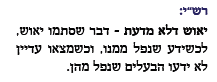 רש״י:
יאוש דלא מדעת - דבר שסתמו יאוש,
לכשידע שנפל ממנו, וכשמצאו עדיין
לא ידעו הבעלים שנפל מהן.